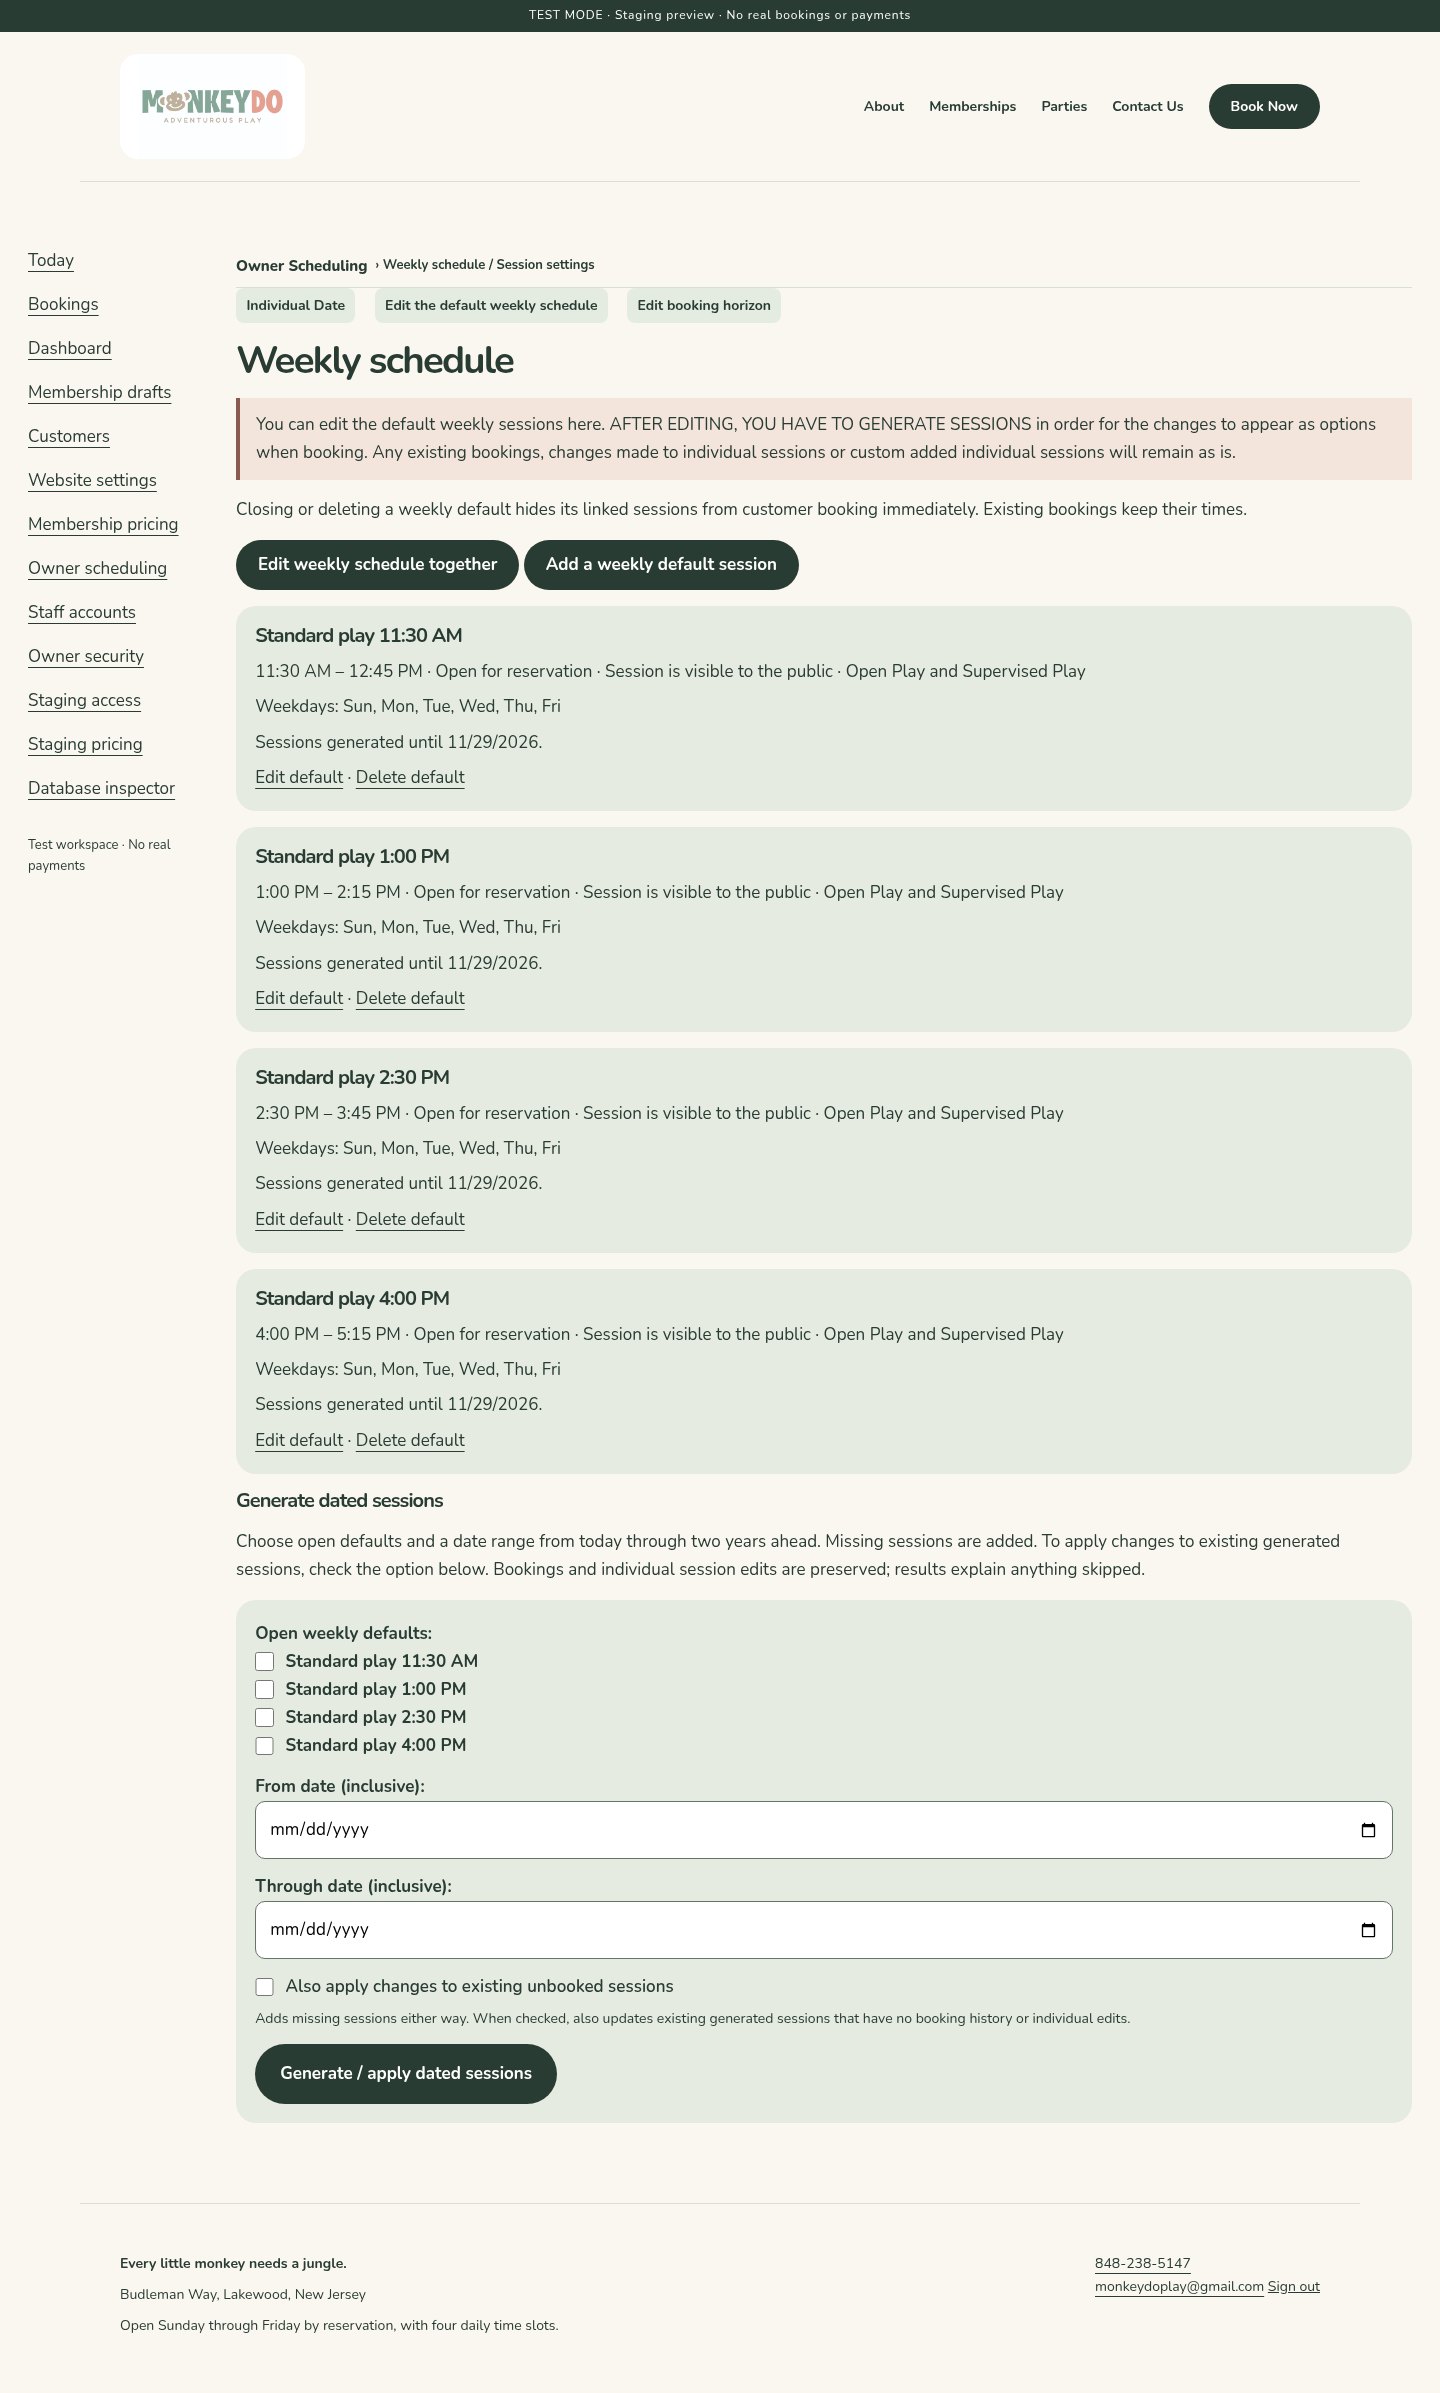 TEST MODE · Staging preview · No real bookings or payments
MONKEYDO
ADVENTUROUS PLAY
About
Memberships
Parties
Contact Us
Book Now
Today
Bookings
Dashboard
Membership drafts
Customers
Website settings
Membership pricing
Owner scheduling
Staff accounts
Owner security
Staging access
Staging pricing
Database inspector
Test workspace · No real
payments
Owner Scheduling › Weekly schedule / Session settings
Individual Date
Edit the default weekly schedule
Edit booking horizon
Weekly schedule
You can edit the default weekly sessions here. AFTER EDITING, YOU HAVE TO GENERATE SESSIONS in order for the changes to appear as options
when booking. Any existing bookings, changes made to individual sessions or custom added individual sessions will remain as is.
Closing or deleting a weekly default hides its linked sessions from customer booking immediately. Existing bookings keep their times.
Edit weekly schedule together
Add a weekly default session
Standard play 11:30 AM
11:30 AM – 12:45 PM · Open for reservation · Session is visible to the public · Open Play and Supervised Play
Weekdays: Sun, Mon, Tue, Wed, Thu, Fri
Sessions generated until 11/29/2026.
Edit default · Delete default
Standard play 1:00 PM
1:00 PM – 2:15 PM · Open for reservation · Session is visible to the public · Open Play and Supervised Play
Weekdays: Sun, Mon, Tue, Wed, Thu, Fri
Sessions generated until 11/29/2026.
Edit default · Delete default
Standard play 2:30 PM
2:30 PM – 3:45 PM · Open for reservation · Session is visible to the public · Open Play and Supervised Play
Weekdays: Sun, Mon, Tue, Wed, Thu, Fri
Sessions generated until 11/29/2026.
Edit default · Delete default
Standard play 4:00 PM
4:00 PM – 5:15 PM · Open for reservation · Session is visible to the public · Open Play and Supervised Play
Weekdays: Sun, Mon, Tue, Wed, Thu, Fri
Sessions generated until 11/29/2026.
Edit default · Delete default
Generate dated sessions
Choose open defaults and a date range from today through two years ahead. Missing sessions are added. To apply changes to existing generated
sessions, check the option below. Bookings and individual session edits are preserved; results explain anything skipped.
Open weekly defaults:
Standard play 11:30 AM
Standard play 1:00 PM
Standard play 2:30 PM
Standard play 4:00 PM
From date (inclusive):
mm/dd/yyyy
Through date (inclusive):
mm/dd/yyyy
Also apply changes to existing unbooked sessions
Adds missing sessions either way. When checked, also updates existing generated sessions that have no booking history or individual edits.
Generate / apply dated sessions
Every little monkey needs a jungle.
Budleman Way, Lakewood, New Jersey
Open Sunday through Friday by reservation, with four daily time slots.
848-238-5147
monkeydoplay@gmail.com Sign out